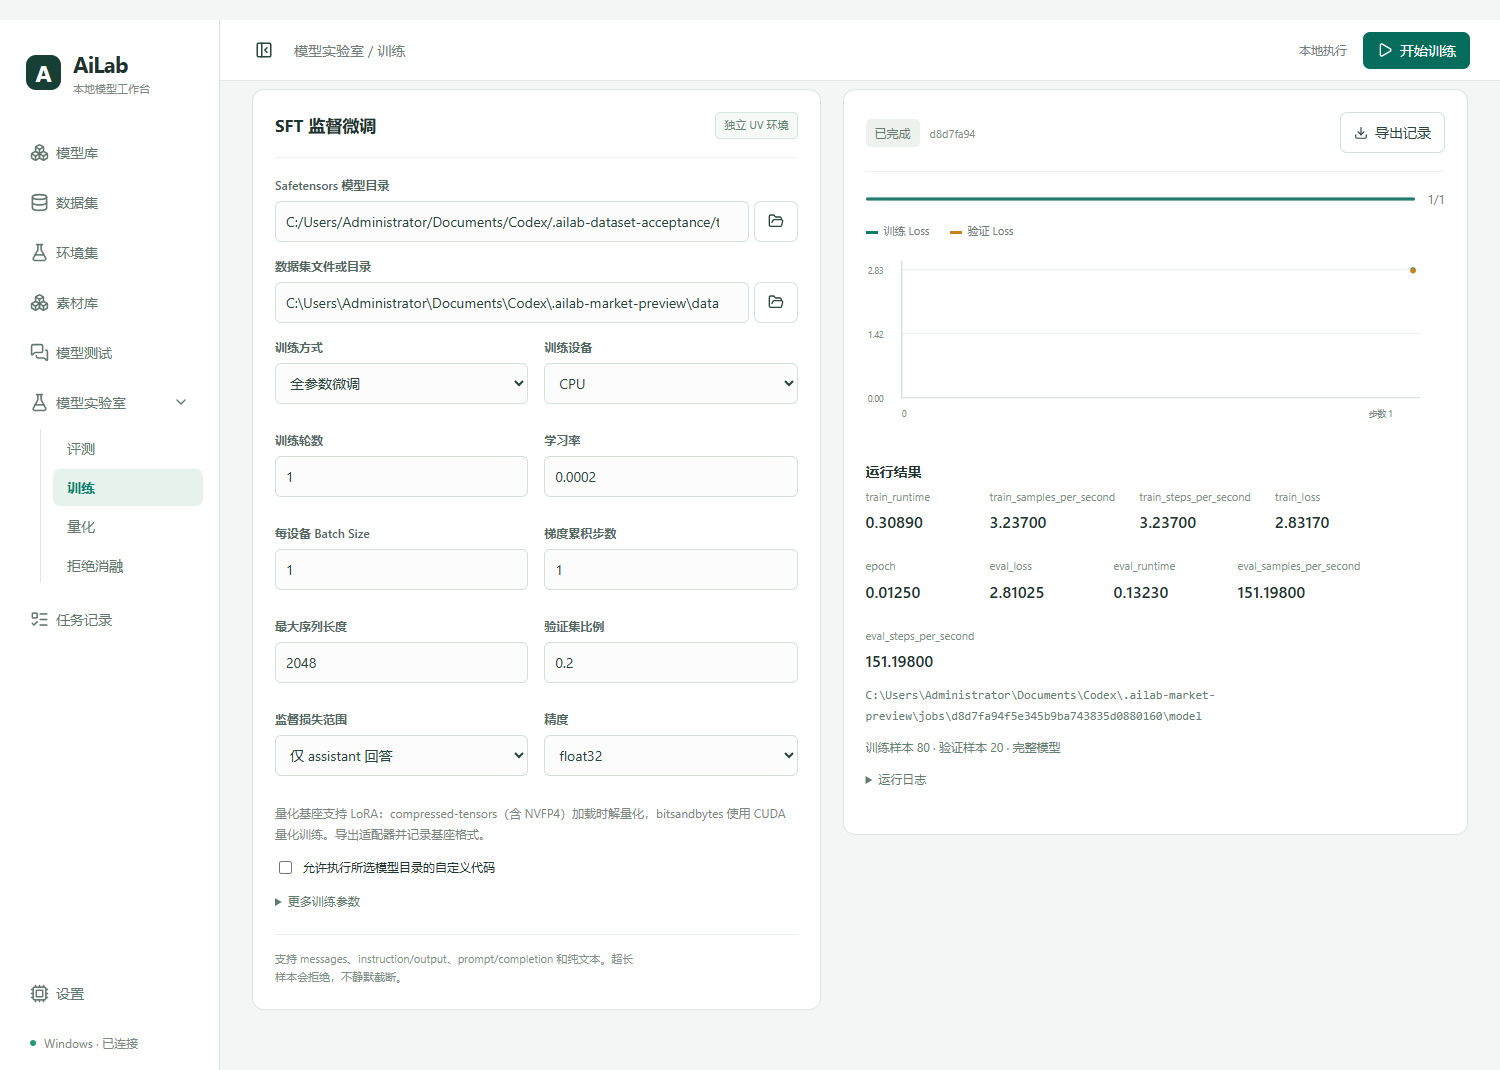 A
AiLab
本地模型工作台
模型库
数据集
环境集
素材库
模型测试
模型实验室
评测
训练
量化
拒绝消融
任务记录
设置
Windows · 已连接
模型实验室 / 训练
本地执行
开始训练
SFT 监督微调
独立 UV 环境
Safetensors 模型目录
C:/Users/Administrator/Documents/Codex/.ailab-dataset-acceptance/t
数据集文件或目录
C:\Users\Administrator\Documents\Codex\.ailab-market-preview\data
训练方式
训练设备
全参数微调
CPU
训练轮数
学习率
1
0.0002
每设备 Batch Size
梯度累积步数
1
1
最大序列长度
验证集比例
2048
0.2
监督损失范围
精度
仅 assistant 回答
float32
量化基座支持 LoRA：compressed-tensors（含 NVFP4）加载时解量化，bitsandbytes 使用 CUDA
量化训练。导出适配器并记录基座格式。
允许执行所选模型目录的自定义代码
更多训练参数
支持 messages、instruction/output、prompt/completion 和纯文本。超长
样本会拒绝，不静默截断。
已完成
d8d7fa94
导出记录
1/1
训练 Loss
验证 Loss
2.83
1.42
0.00
0
步数 1
运行结果
train_runtime
train_samples_per_second
train_steps_per_second
train_loss
0.30890
3.23700
3.23700
2.83170
epoch
eval_loss
eval_runtime
eval_samples_per_second
0.01250
2.81025
0.13230
151.19800
eval_steps_per_second
151.19800
C:\Users\Administrator\Documents\Codex\.ailab-market-
preview\jobs\d8d7fa94f5e345b9ba743835d0880160\model
训练样本 80 · 验证样本 20 · 完整模型
运行日志